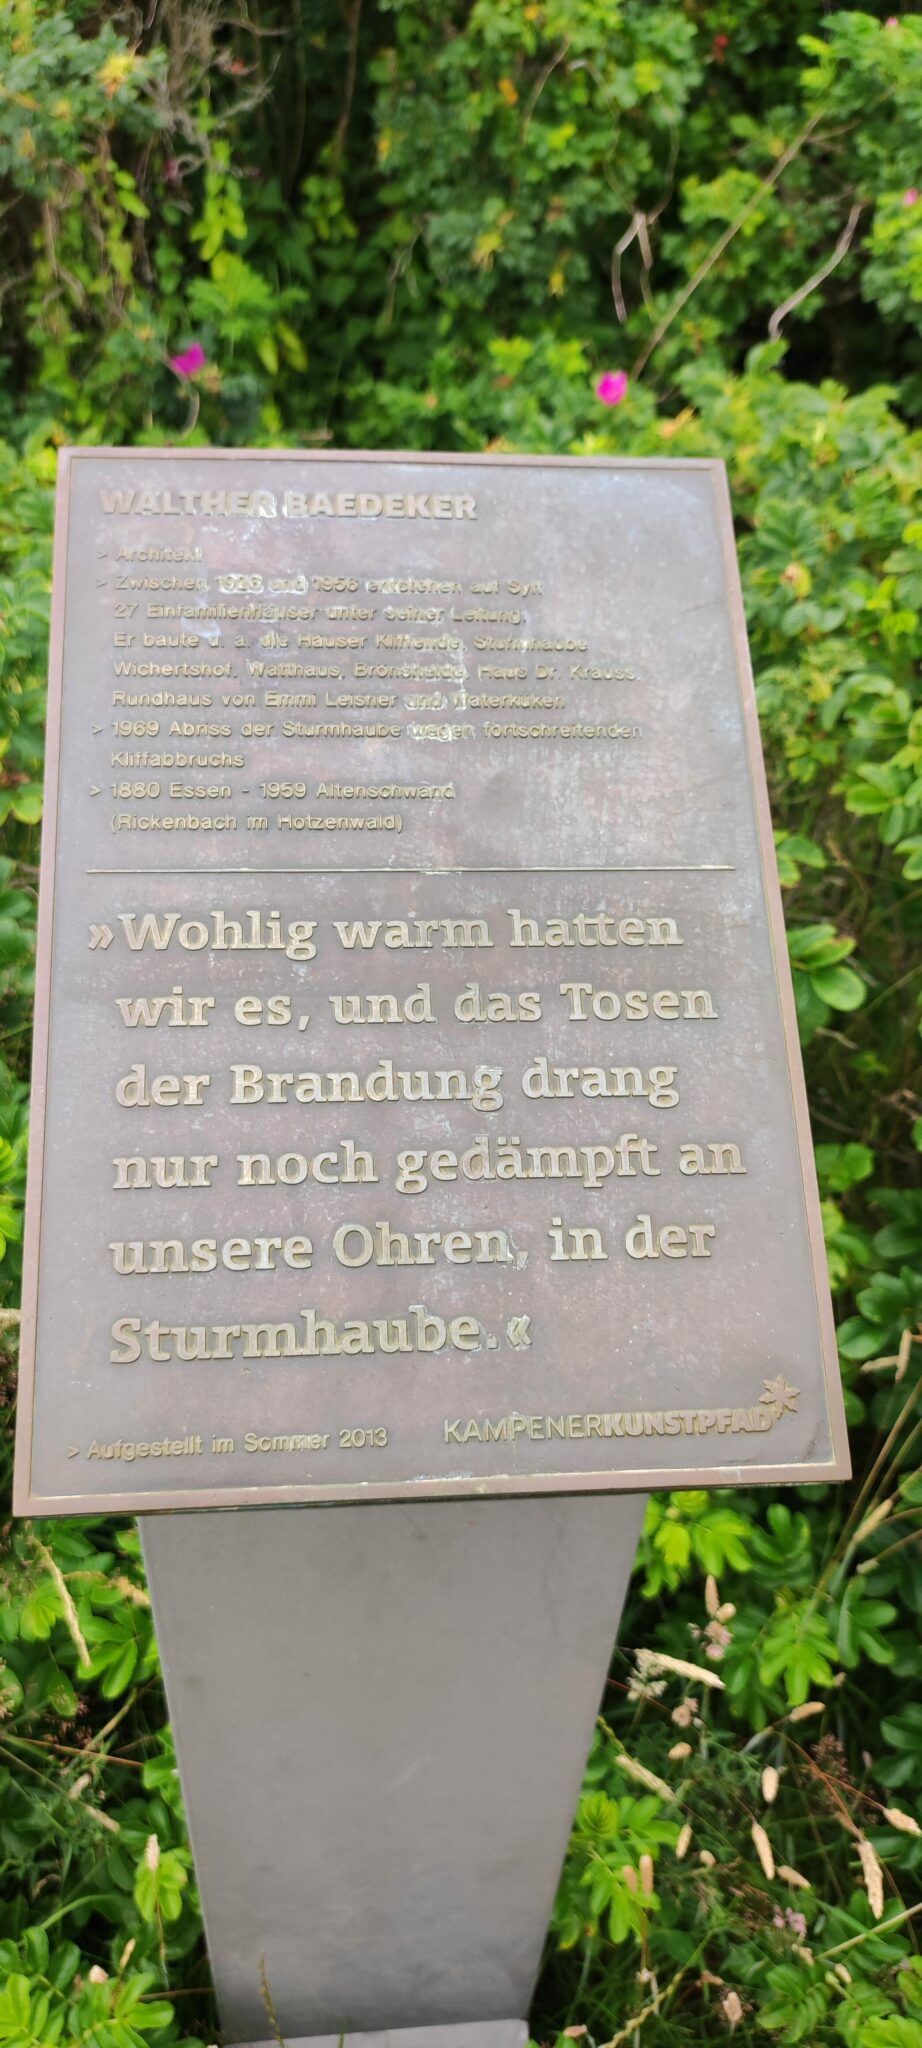 WALTHER BAEDEKER
> Architekt
> Zwischen und 1956 entstehen auf Sylt
27 Einfamilienhäuser unter seiner Leitung.
Er baute u. a. die Häuser Kliffende, Sturmhaube
Wichertshof, Watthaus, Haus Dr. Krauss,
Rundhaus von Emmi Leisner und Waterküken
> 1969 Abriss der Sturmhaube wegen fortschreitenden
Kliffabbruchs
> 1880 Essen - 1959 Altenschwand
(Rickenbach im Hotzenwald)
»Wohlig warm hatten
wir es, und das Tosen
der Brandung drang
nur noch gedämpft an
unsere Ohren, in der
Sturmhaube.«
> Aufgestellt im Sommer 2013
KAMPENERKUNSTPFAD